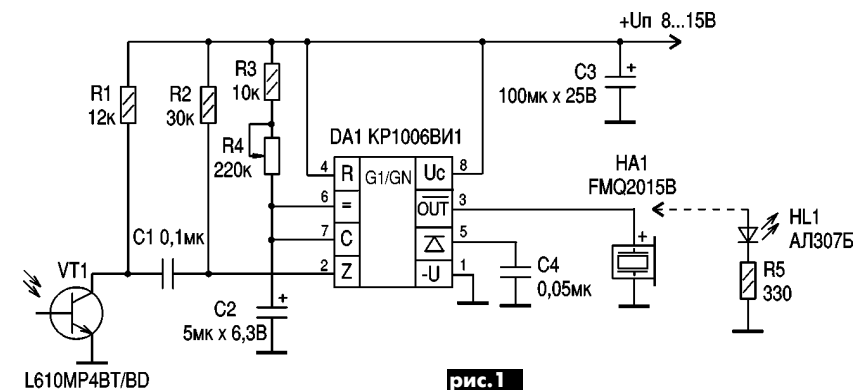 +Uп 8...15В
R1
12к
R2
30к
R3
10к
R4
220к
C3
100мк x 25В
+
DA1 КР1006ВИ1
4 R G1/GN Uc 8
6 = OUT 3
7 C 5
2 Z -U 1
C1 0,1мк
VT1
L610MP4BT/BD
C2
5мк x 6,3В
+
C4
0,05мк
HA1
FMQ2015B
+
HL1
АЛ307Б
R5
330
рис.1